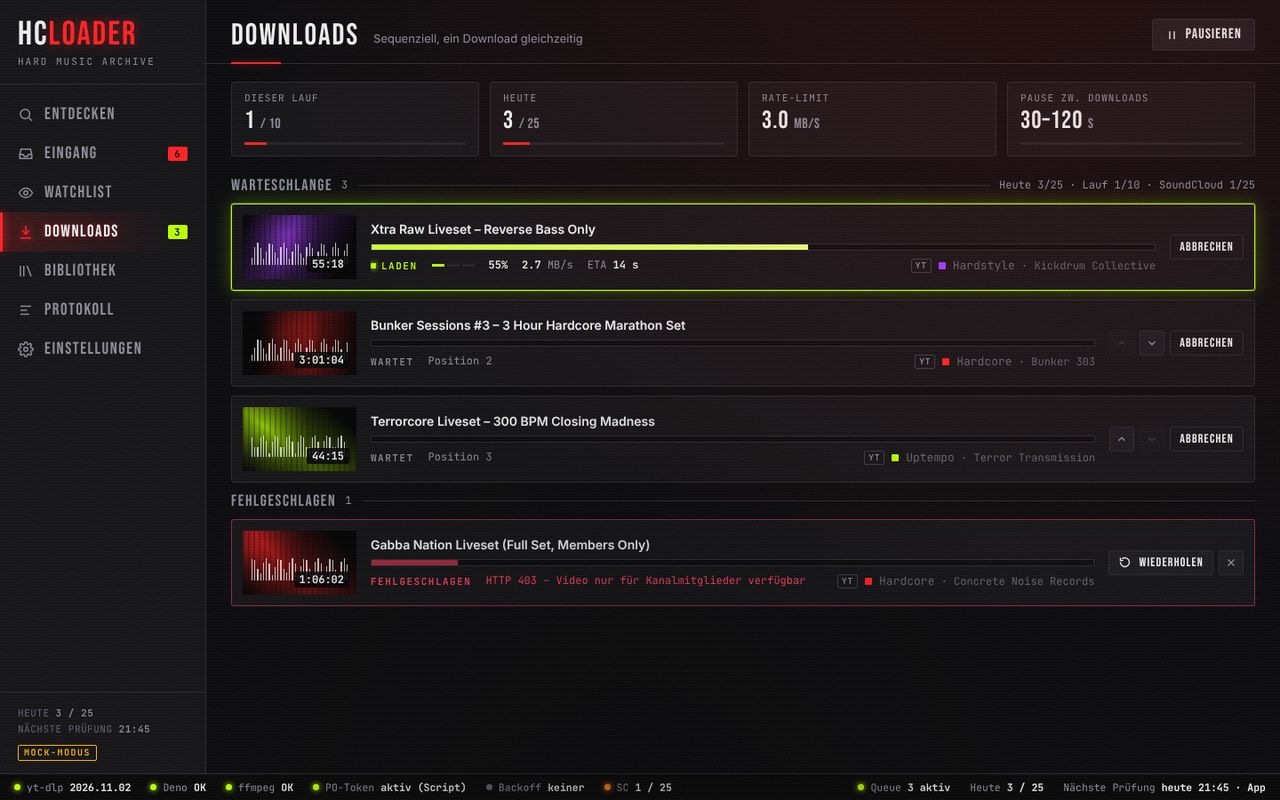 HCLOADER
HARD MUSIC ARCHIVE
ENTDECKEN
EINGANG 6
WATCHLIST
DOWNLOADS 3
BIBLIOTHEK
PROTOKOLL
EINSTELLUNGEN
HEUTE 3 / 25
NÄCHSTE PRÜFUNG 21:45
MOCK-MODUS
DOWNLOADS Sequenziell, ein Download gleichzeitig
PAUSIEREN
DIESER LAUF
1 / 10
HEUTE
3 / 25
RATE-LIMIT
3.0 MB/S
PAUSE ZW. DOWNLOADS
30–120 S
WARTESCHLANGE 3
Heute 3/25 · Lauf 1/10 · SoundCloud 1/25
55:18
Xtra Raw Liveset – Reverse Bass Only
LADEN 55% 2.7 MB/s ETA 14 s
YT Hardstyle · Kickdrum Collective
ABBRECHEN
3:01:04
Bunker Sessions #3 – 3 Hour Hardcore Marathon Set
WARTET Position 2
YT Hardcore · Bunker 303
ABBRECHEN
44:15
Terrorcore Liveset – 300 BPM Closing Madness
WARTET Position 3
YT Uptempo · Terror Transmission
ABBRECHEN
FEHLGESCHLAGEN 1
1:06:02
Gabba Nation Liveset (Full Set, Members Only)
FEHLGESCHLAGEN HTTP 403 – Video nur für Kanalmitglieder verfügbar
YT Hardcore · Concrete Noise Records
WIEDERHOLEN
yt-dlp 2026.11.02 Deno OK ffmpeg OK PO-Token aktiv (Script) Backoff keiner SC 1 / 25
Queue 3 aktiv Heute 3 / 25 Nächste Prüfung heute 21:45 · App